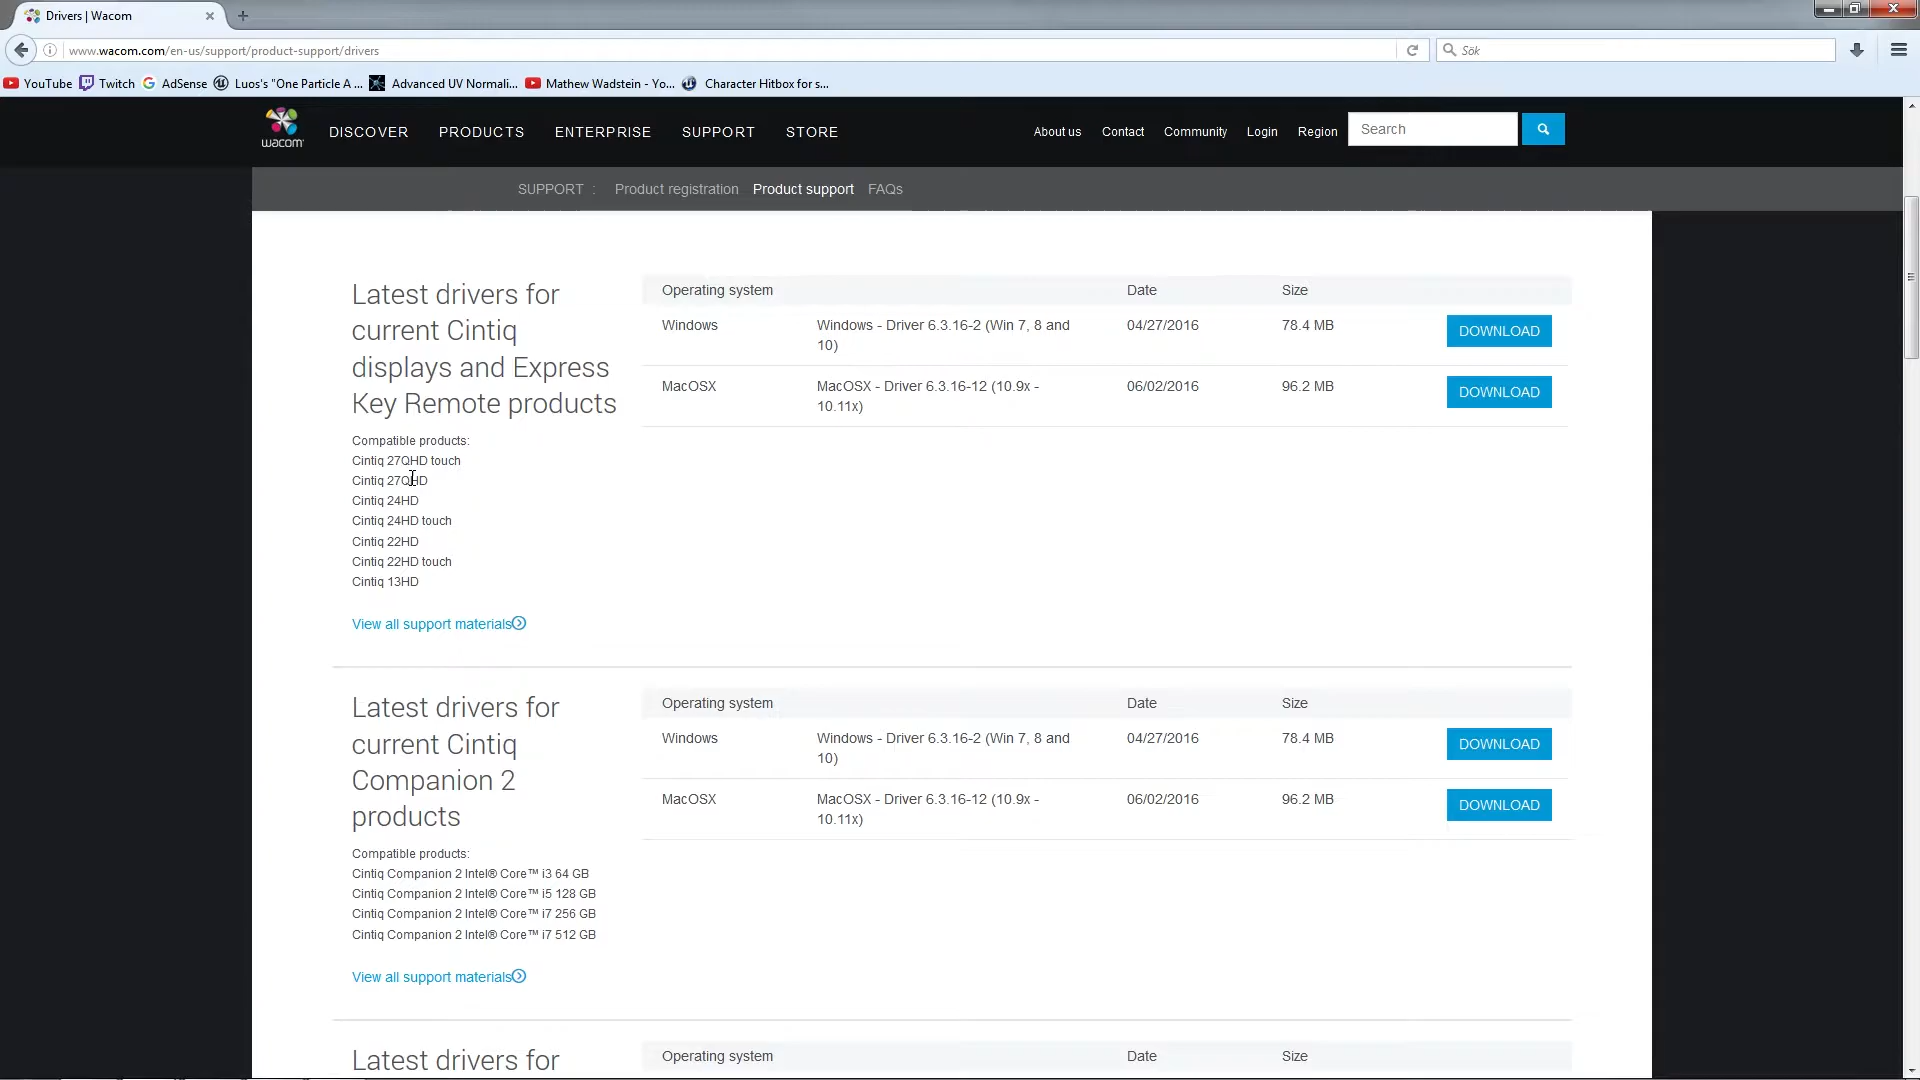 Drivers | Wacom
www.wacom.com/en-us/support/product-support/drivers
Sök
YouTube Twitch AdSense Luos's "One Particle A ... Advanced UV Normali... Mathew Wadstein - Yo... Character Hitbox for s...
wacom
DISCOVER PRODUCTS ENTERPRISE SUPPORT STORE
About us Contact Community Login Region Search
SUPPORT : Product registration Product support FAQs
Latest drivers for
current Cintiq
displays and Express
Key Remote products
Compatible products:
Cintiq 27QHD touch
Cintiq 27QHD
Cintiq 24HD
Cintiq 24HD touch
Cintiq 22HD
Cintiq 22HD touch
Cintiq 13HD
View all support materials
Operating system Date Size
Windows Windows - Driver 6.3.16-2 (Win 7, 8 and 04/27/2016 78.4 MB DOWNLOAD
10)
MacOSX MacOSX - Driver 6.3.16-12 (10.9x - 06/02/2016 96.2 MB DOWNLOAD
10.11x)
Latest drivers for
current Cintiq
Companion 2
products
Compatible products:
Cintiq Companion 2 Intel® Core™ i3 64 GB
Cintiq Companion 2 Intel® Core™ i5 128 GB
Cintiq Companion 2 Intel® Core™ i7 256 GB
Cintiq Companion 2 Intel® Core™ i7 512 GB
View all support materials
Operating system Date Size
Windows Windows - Driver 6.3.16-2 (Win 7, 8 and 04/27/2016 78.4 MB DOWNLOAD
10)
MacOSX MacOSX - Driver 6.3.16-12 (10.9x - 06/02/2016 96.2 MB DOWNLOAD
10.11x)
Latest drivers for
Operating system Date Size